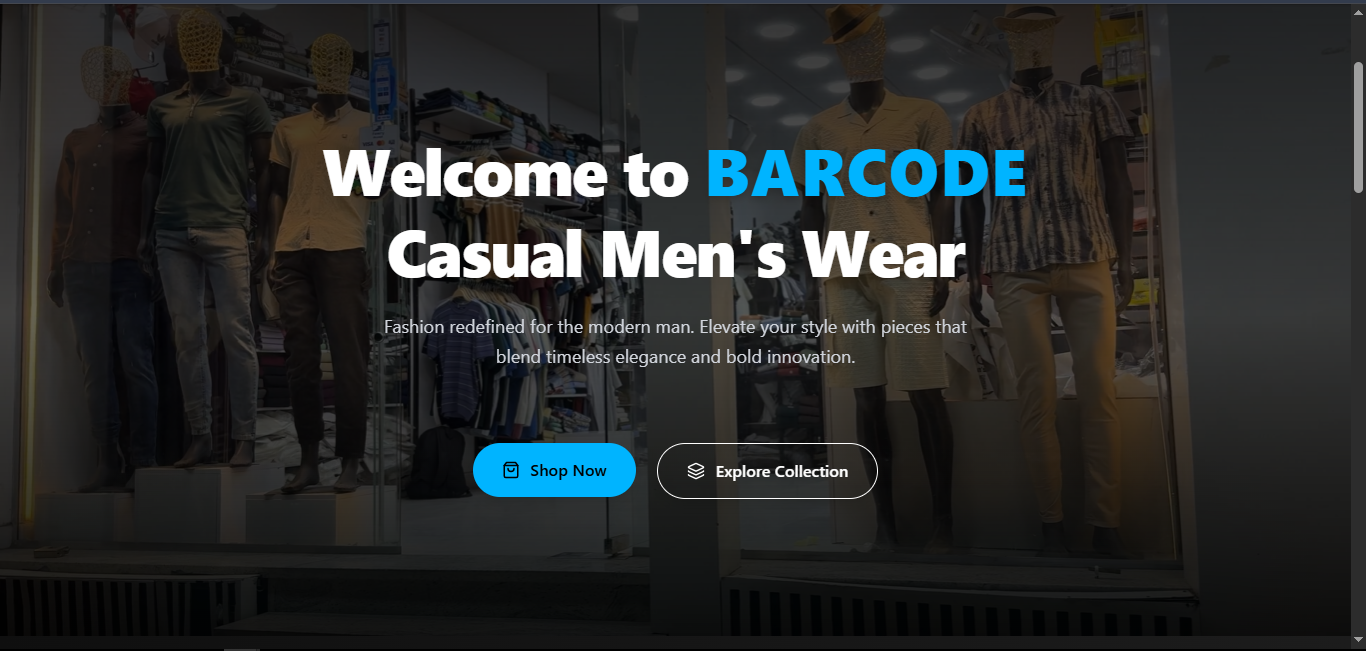 Welcome to BARCODE
Casual Men's Wear
Fashion redefined for the modern man. Elevate your style with pieces that
blend timeless elegance and bold innovation.
Shop Now
Explore Collection